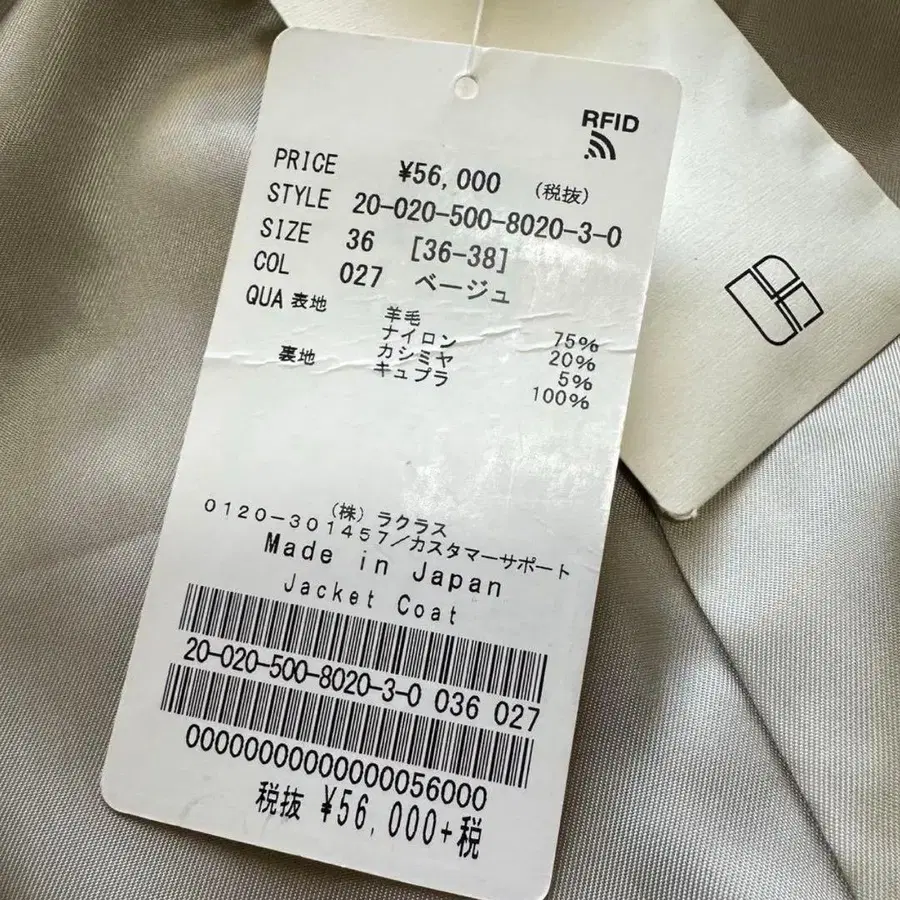 RFID
PRICE ¥56,000 (税抜)
STYLE 20-020-500-8020-3-0
SIZE 36 [36-38]
COL 027 ベージュ
QUA 表地 羊毛 75%
ナイロン 20%
カシミヤ 5%
裏地 キュプラ 100%
(株) ラクラス
0120-301457/カスタマーサポート
Made in Japan
Jacket Coat
20-020-500-8020-3-0 036 027
0000000000000056000
税抜 ¥56,000+税